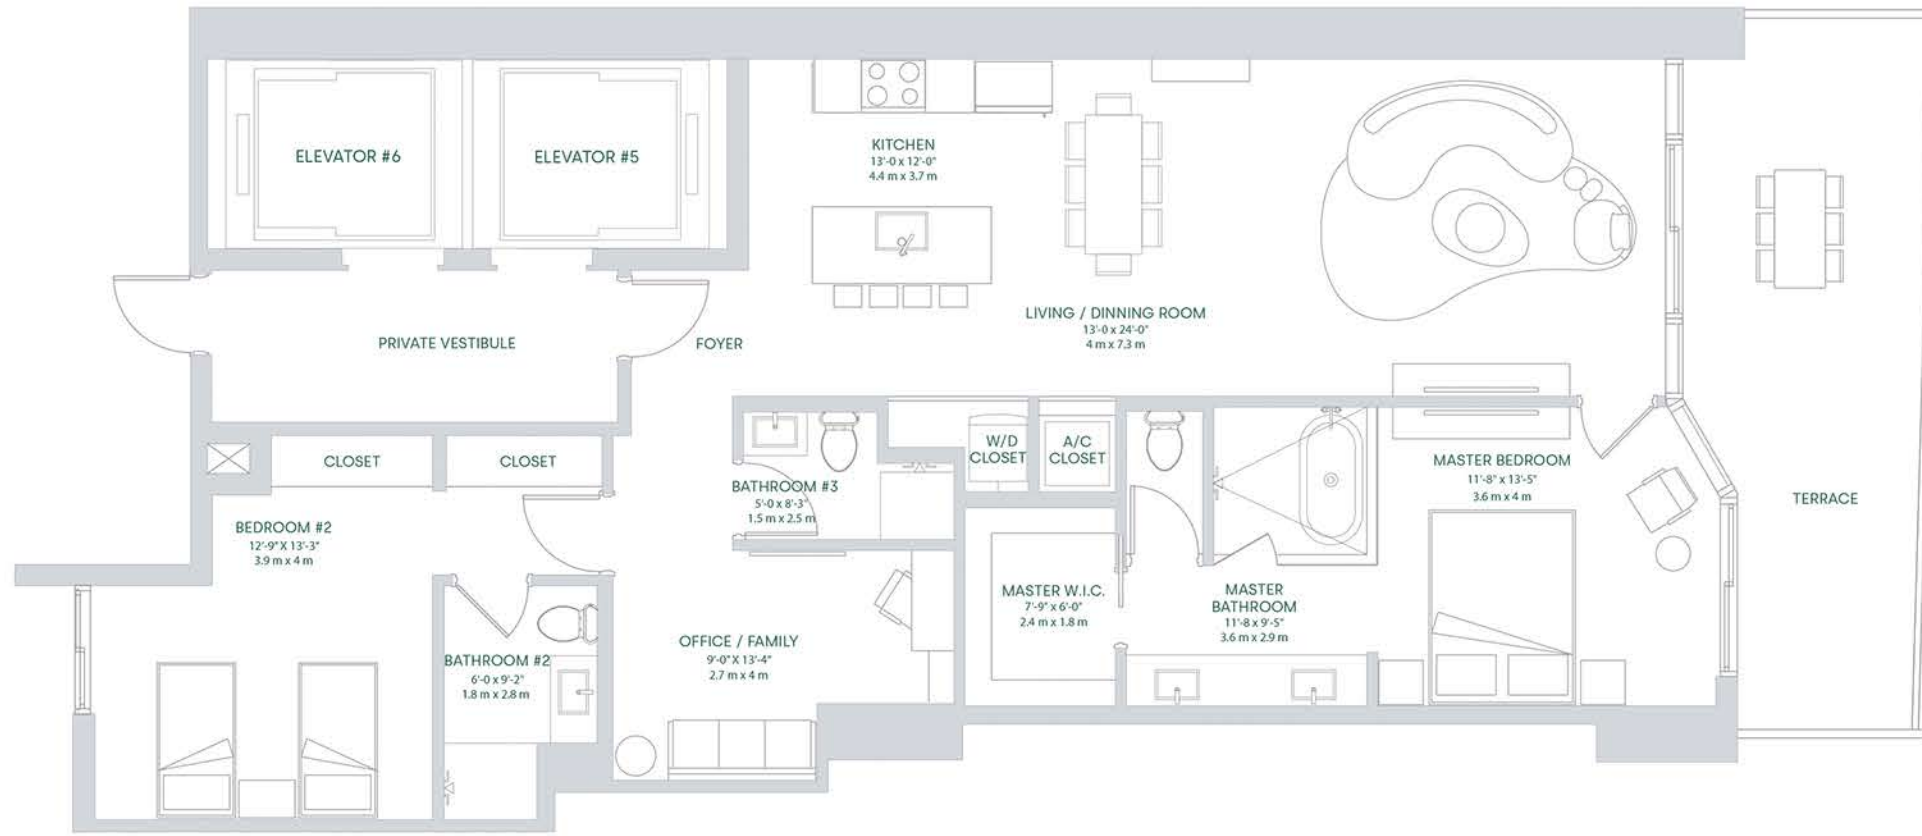 ELEVATOR #6
ELEVATOR #5
KITCHEN
13'-0 x 12'-0"
4.4 m x 3.7 m
LIVING / DINNING ROOM
13'-0 x 24'-0"
4 m x 7.3 m
PRIVATE VESTIBULE
FOYER
CLOSET
CLOSET
W/D
CLOSET
A/C
CLOSET
MASTER BEDROOM
11'-8" x 13'-5"
3.6 m x 4 m
BATHROOM #3
5'-0 x 8'-3"
1.5 m x 2.5 m
TERRACE
BEDROOM #2
12'-9" X 13'-3"
3.9 m x 4 m
MASTER W.I.C.
7'-9" x 6'-0"
2.4 m x 1.8 m
MASTER
BATHROOM
11'-8 x 9'-5"
3.6 m x 2.9 m
OFFICE / FAMILY
9'-0" X 13'-4"
2.7 m x 4 m
BATHROOM #2
6'-0 x 9'-2"
1.8 m x 2.8 m